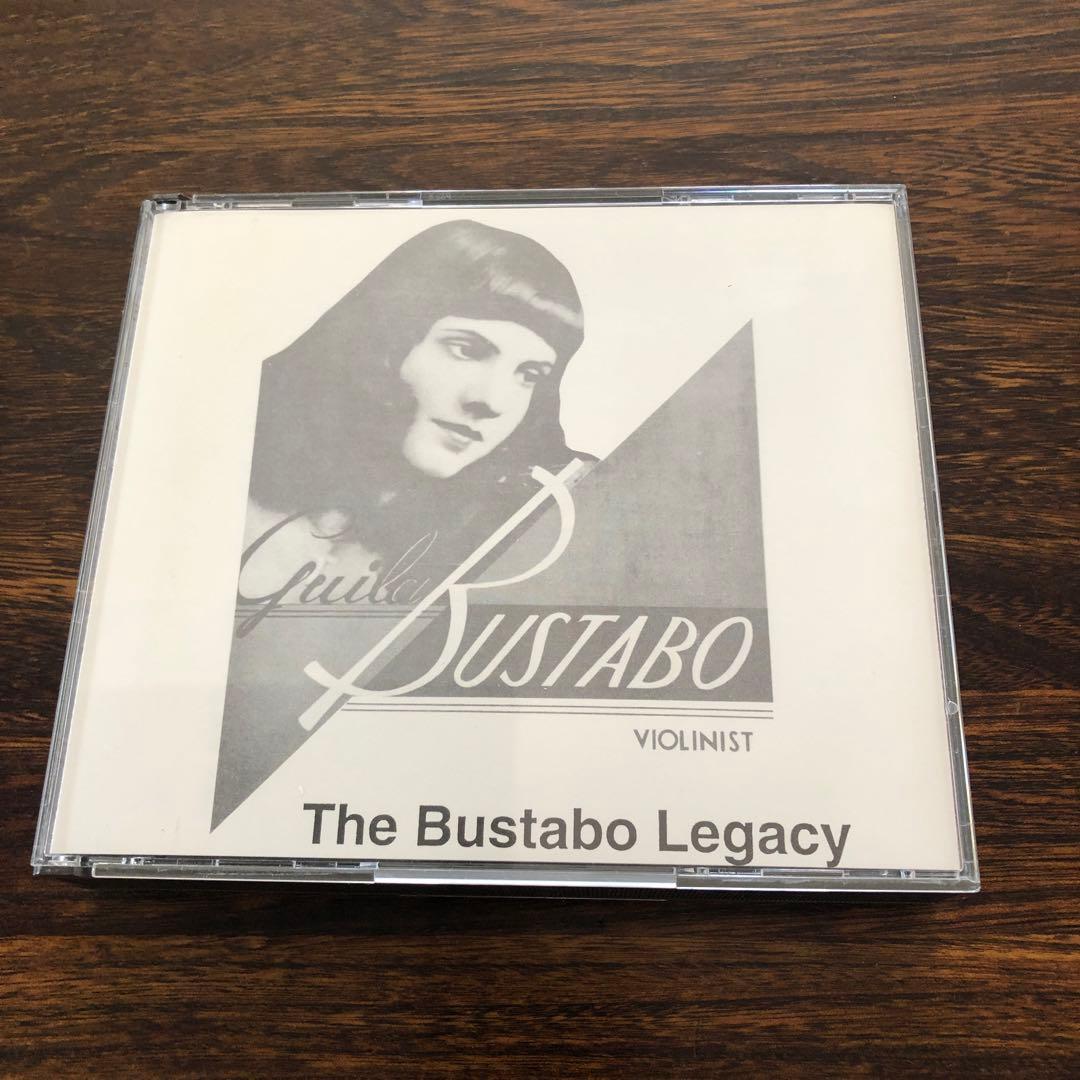 Guila
BUSTABO
VIOLINIST
The Bustabo Legacy